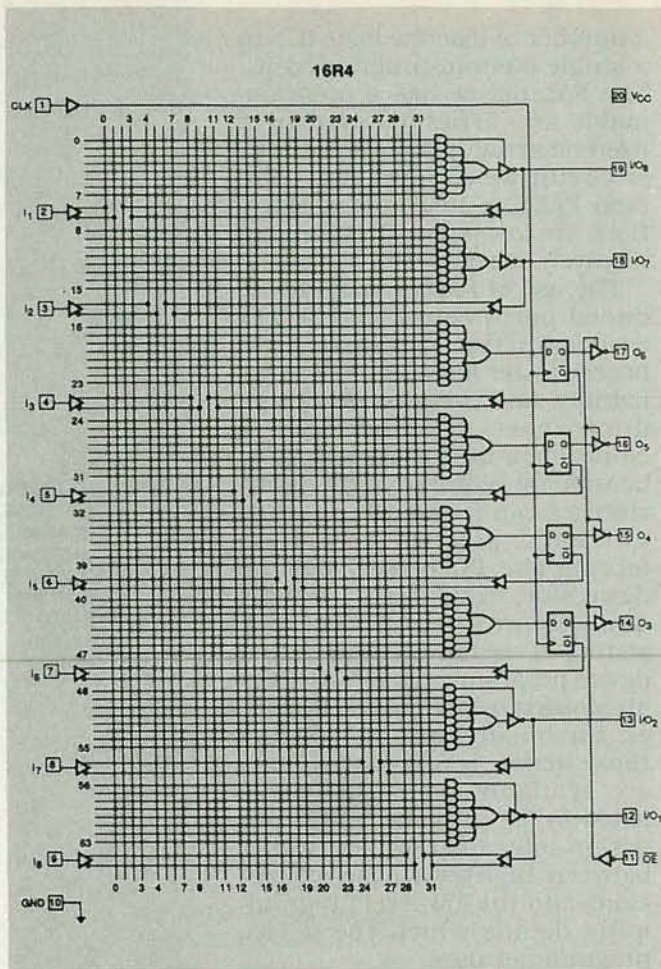 16R4
CLK 1
20 VCC
0 3 4 7 8 11 12 15 16 19 20 23 24 27 28 31
0
19 I/O8
7
I1 2
8
18 I/O7
15
I2 3
16
D Q
Q
17 O6
23
I3 4
24
D Q
Q
16 O5
31
I4 5
32
D Q
Q
15 O4
39
I5 6
40
D Q
Q
14 O3
47
I6 7
48
13 I/O2
55
I7 8
56
12 I/O1
63
I8 9
11 OE
0 3 4 7 8 11 12 15 16 19 20 23 24 27 28 31
GND 10